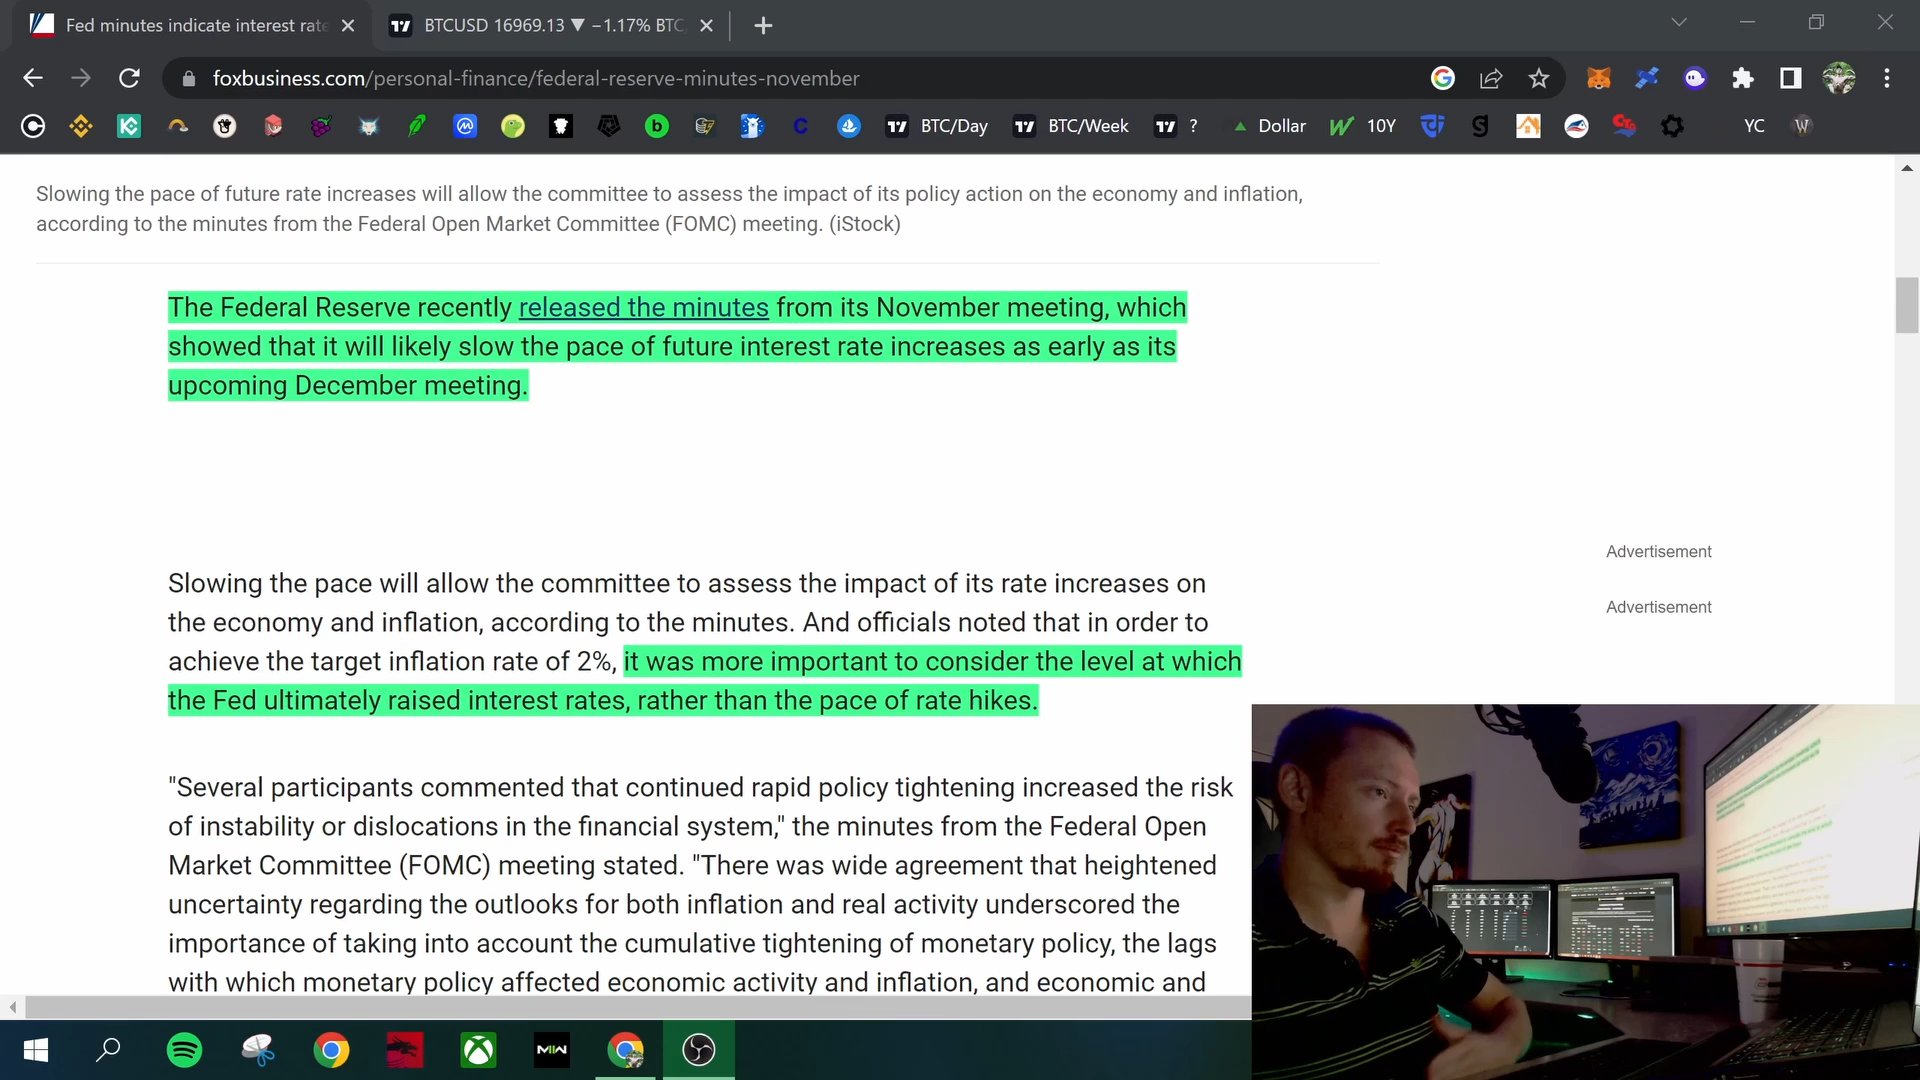 Fed minutes indicate interest rate
BTCUSD 16969.13 ▼ −1.17% BTC
foxbusiness.com/personal-finance/federal-reserve-minutes-november
BTC/Day
BTC/Week
?
Dollar
10Y
YC
Slowing the pace of future rate increases will allow the committee to assess the impact of its policy action on the economy and inflation,
according to the minutes from the Federal Open Market Committee (FOMC) meeting. (iStock)
The Federal Reserve recently released the minutes from its November meeting, which
showed that it will likely slow the pace of future interest rate increases as early as its
upcoming December meeting.
Advertisement
Advertisement
Slowing the pace will allow the committee to assess the impact of its rate increases on
the economy and inflation, according to the minutes. And officials noted that in order to
achieve the target inflation rate of 2%, it was more important to consider the level at which
the Fed ultimately raised interest rates, rather than the pace of rate hikes.
"Several participants commented that continued rapid policy tightening increased the risk
of instability or dislocations in the financial system," the minutes from the Federal Open
Market Committee (FOMC) meeting stated. "There was wide agreement that heightened
uncertainty regarding the outlooks for both inflation and real activity underscored the
importance of taking into account the cumulative tightening of monetary policy, the lags
with which monetary policy affected economic activity and inflation, and economic and
MW